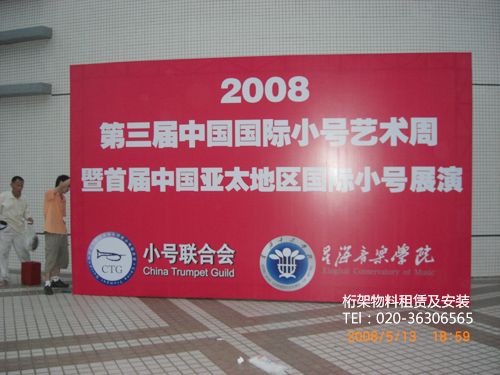 2008
第三届中国国际小号艺术周
暨首届中国亚太地区国际小号展演
CTG
小号联合会
China Trumpet Guild
星海音乐学院
Xinghai Conservatory of Music
桁架物料租赁及安装
TEl：020-36306565
2008/5/13 18:59